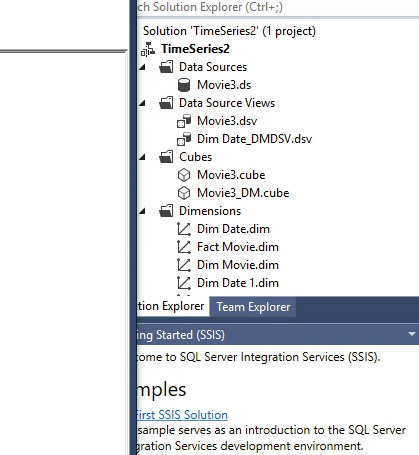 ch Solution Explorer (Ctrl+;)
Solution 'TimeSeries2' (1 project)
TimeSeries2
Data Sources
Movie3.ds
Data Source Views
Movie3.dsv
Dim Date_DMDSV.dsv
Cubes
Movie3.cube
Movie3_DM.cube
Dimensions
Dim Date.dim
Fact Movie.dim
Dim Movie.dim
Dim Date 1.dim
tion Explorer Team Explorer
ing Started (SSIS)
come to SQL Server Integration Services (SSIS).
mples
First SSIS Solution
sample serves as an introduction to the SQL Server
gration Services development environment.